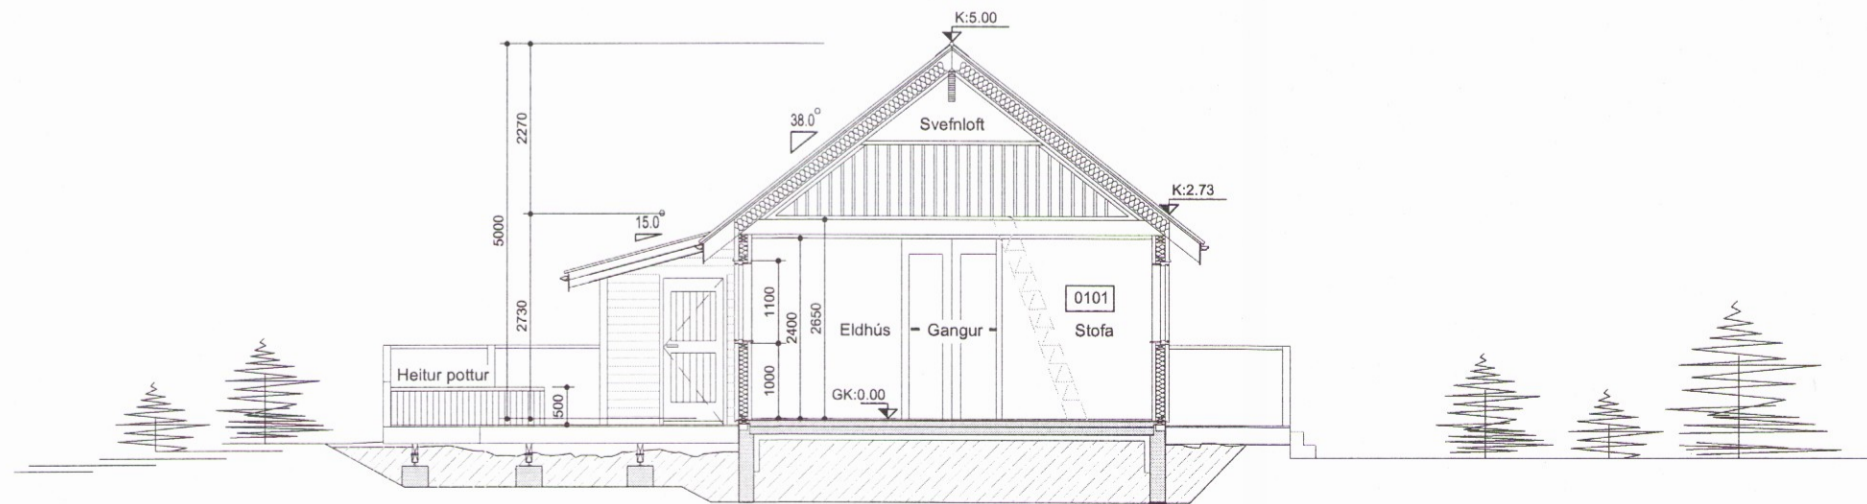 K:5.00
2270
38.0°
Svefnloft
K:2.73
5000
15.0°
2730
1100
2400
2650
0101
Eldhús
Gangur
Stofa
Heitur pottur
1000
500
GK:0.00